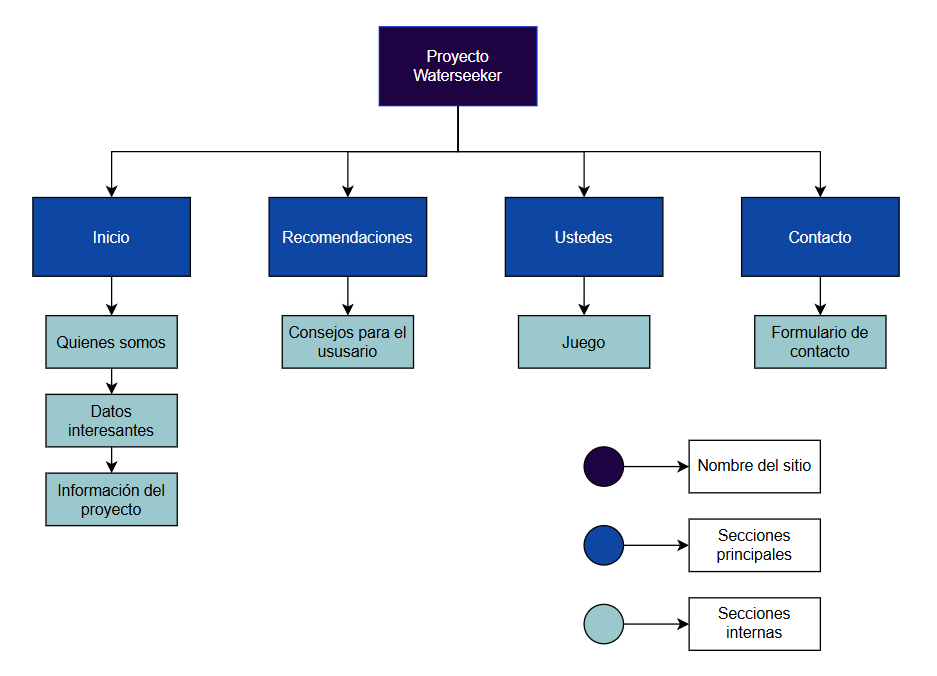 Proyecto
Waterseeker
Inicio
Recomendaciones
Ustedes
Contacto
Quienes somos
Consejos para el
ususario
Juego
Formulario de
contacto
Datos
interesantes
Información del
proyecto
Nombre del sitio
Secciones
principales
Secciones
internas